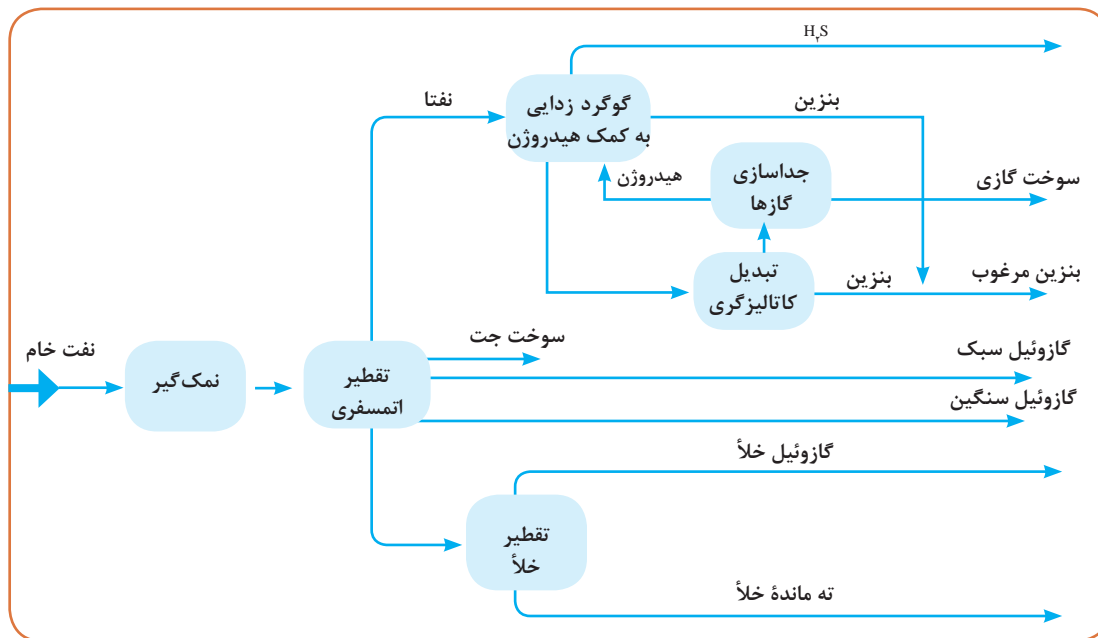 H₂S
نفتا
گوگرد زدایی
به کمک هیدروژن
بنزین
هیدروژن
جداسازی
گازها
سوخت گازی
تبدیل
کاتالیزگری
بنزین
بنزین مرغوب
نفت خام
نمک‌گیر
تقطیر
اتمسفری
سوخت جت
گازوئیل سبک
گازوئیل سنگین
گازوئیل خلأ
تقطیر
خلأ
ته ماندهٔ خلأ